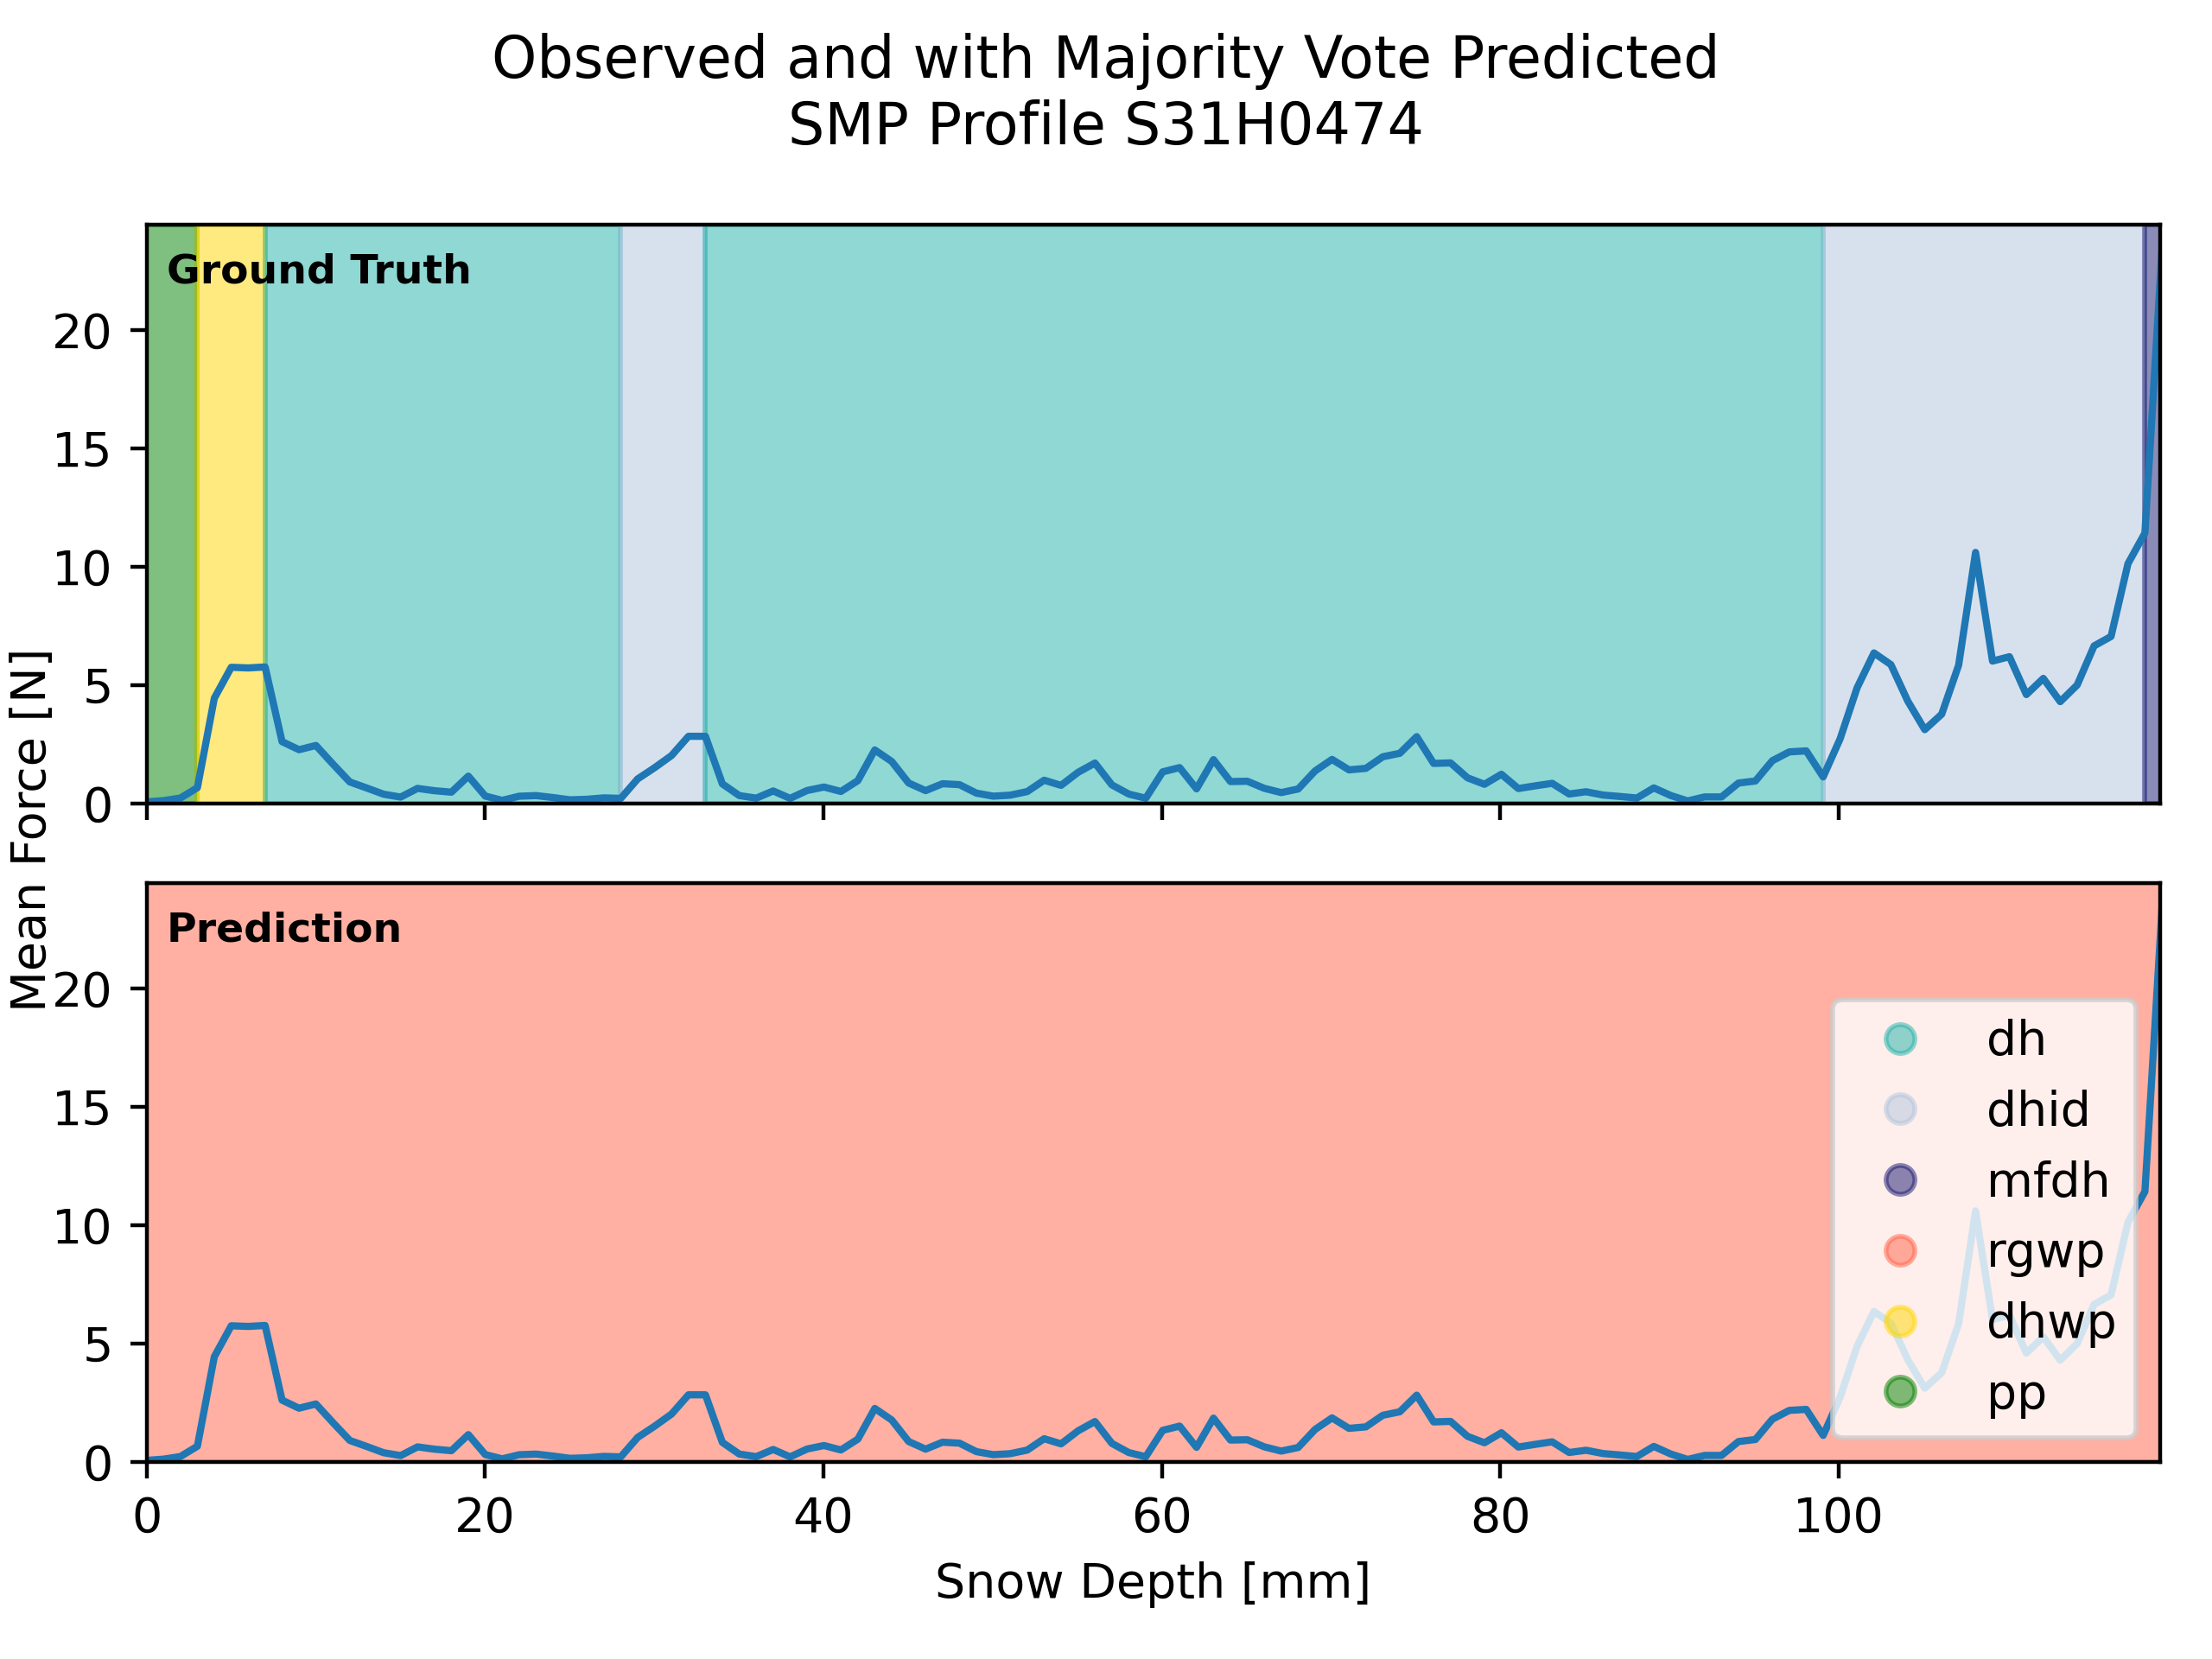 Observed and with Majority Vote Predicted
SMP Profile S31H0474
Ground Truth
20
15
10
5
0
Mean Force [N]
Prediction
20
15
10
5
0
dh
dhid
mfdh
rgwp
dhwp
pp
0 20 40 60 80 100
Snow Depth [mm]